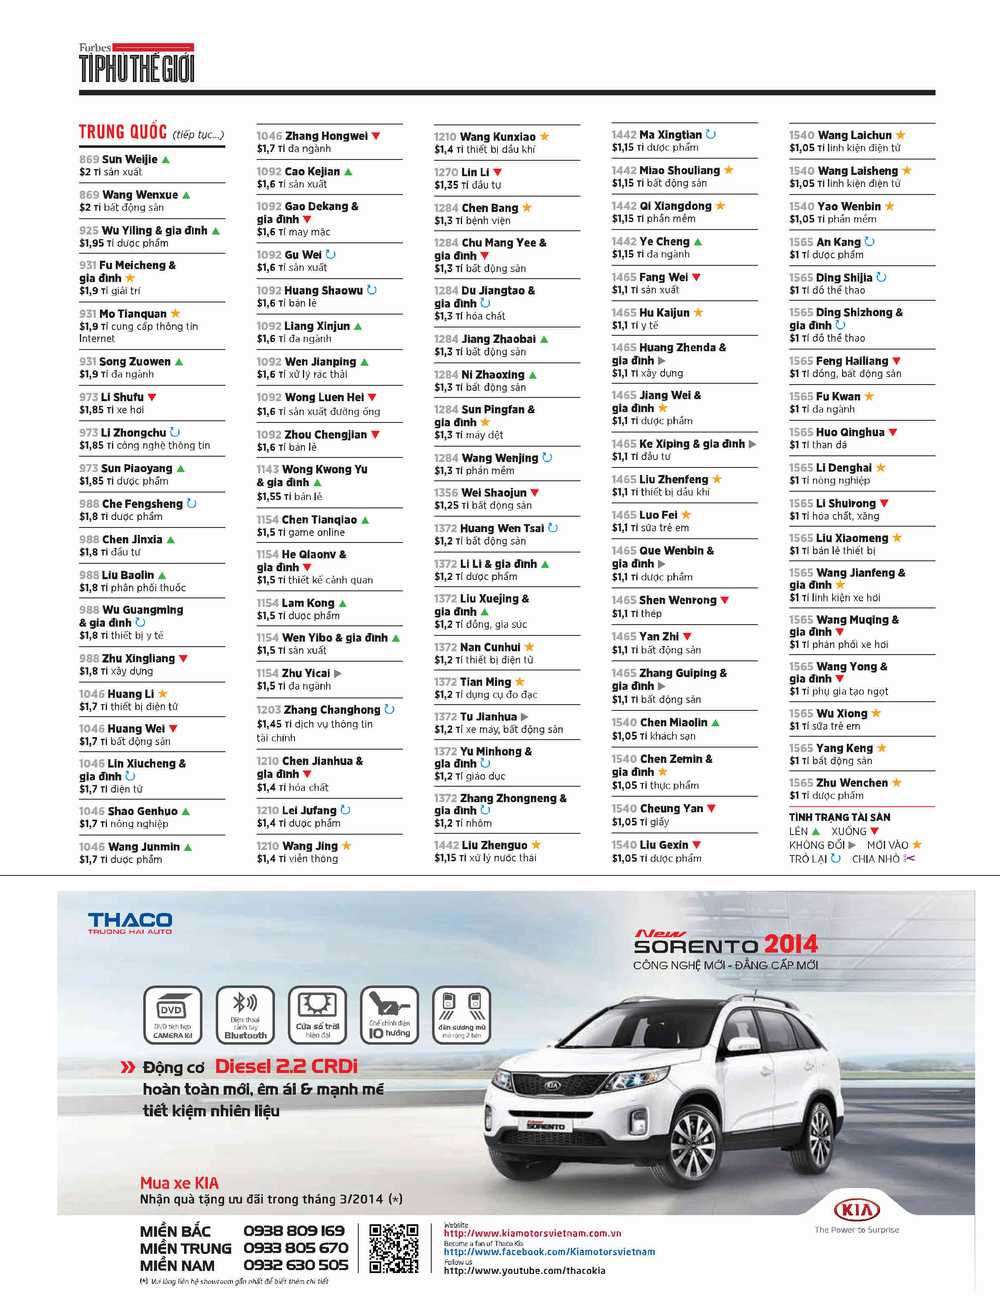 Forbes
TỈ PHÚ THẾ GIỚI
TRUNG QUỐC (tiếp tục...)
869 Sun Weijie ▲
$2 Tỉ sản xuất
869 Wang Wenxue ▲
$2 Tỉ bất động sản
925 Wu Yiling & gia đình ▲
$1,95 Tỉ dược phẩm
931 Fu Meicheng &
gia đình ★
$1,9 Tỉ giải trí
931 Mo Tianquan ★
$1,9 Tỉ cung cấp thông tin
Internet
931 Song Zuowen ▲
$1,9 Tỉ đa ngành
973 Li Shufu ▼
$1,85 Tỉ xe hơi
973 Li Zhongchu ↻
$1,85 Tỉ công nghệ thông tin
973 Sun Piaoyang ▲
$1,85 Tỉ dược phẩm
988 Che Fengsheng ↻
$1,8 Tỉ dược phẩm
988 Chen Jinxia ▲
$1,8 Tỉ đầu tư
988 Liu Baolin ▲
$1,8 Tỉ phân phối thuốc
988 Wu Guangming
& gia đình ↻
$1,8 Tỉ thiết bị y tế
988 Zhu Xingliang ▼
$1,8 Tỉ xây dựng
1046 Huang Li ★
$1,7 Tỉ thiết bị điện tử
1046 Huang Wei ▼
$1,7 Tỉ bất động sản
1046 Lin Xiucheng &
gia đình ↻
$1,7 Tỉ điện tử
1046 Shao Genhuo ▲
$1,7 Tỉ nông nghiệp
1046 Wang Junmin ▲
$1,7 Tỉ dược phẩm
1046 Zhang Hongwei ▼
$1,7 Tỉ đa ngành
1092 Cao Kejian ▲
$1,6 Tỉ sản xuất
1092 Gao Dekang &
gia đình ▼
$1,6 Tỉ may mặc
1092 Gu Wei ↻
$1,6 Tỉ sản xuất
1092 Huang Shaowu ↻
$1,6 Tỉ bán lẻ
1092 Liang Xinjun ▲
$1,6 Tỉ đa ngành
1092 Wen Jianping ▲
$1,6 Tỉ xử lý rác thải
1092 Wong Luen Hei ▼
$1,6 Tỉ sản xuất đường ống
1092 Zhou Chengjian ▼
$1,6 Tỉ bán lẻ
1143 Wong Kwong Yu
& gia đình ▲
$1,55 Tỉ bán lẻ
1154 Chen Tianqiao ▲
$1,5 Tỉ game online
1154 He Qiaonv &
gia đình ▼
$1,5 Tỉ thiết kế cảnh quan
1154 Lam Kong ▲
$1,5 Tỉ dược phẩm
1154 Wen Yibo & gia đình ▲
$1,5 Tỉ sản xuất
1154 Zhu Yicai ▶
$1,5 Tỉ đa ngành
1203 Zhang Changhong ↻
$1,45 Tỉ dịch vụ thông tin
tài chính
1210 Chen Jianhua &
gia đình ▼
$1,4 Tỉ hóa chất
1210 Lei Jufang ↻
$1,4 Tỉ dược phẩm
1210 Wang Jing ★
$1,4 Tỉ viễn thông
1210 Wang Kunxiao ★
$1,4 Tỉ thiết bị dầu khí
1270 Lin Li ▼
$1,35 Tỉ đầu tư
1284 Chen Bang ★
$1,3 Tỉ bệnh viện
1284 Chu Mang Yee &
gia đình ▼
$1,3 Tỉ bất động sản
1284 Du Jiangtao &
gia đình ↻
$1,3 Tỉ hóa chất
1284 Jiang Zhaobai ▲
$1,3 Tỉ bất động sản
1284 Ni Zhaoxing ▲
$1,3 Tỉ bất động sản
1284 Sun Pingfan &
gia đình ★
$1,3 Tỉ máy dệt
1284 Wang Wenjing ↻
$1,3 Tỉ phần mềm
1356 Wei Shaojun ▼
$1,25 Tỉ bất động sản
1372 Huang Wen Tsai ↻
$1,2 Tỉ bất động sản
1372 Li Li & gia đình ▲
$1,2 Tỉ dược phẩm
1372 Liu Xuejing &
gia đình ▲
$1,2 Tỉ đồng, gia súc
1372 Nan Cunhui ★
$1,2 Tỉ thiết bị điện tử
1372 Tian Ming ★
$1,2 Tỉ dụng cụ đo đạc
1372 Tu Jianhua ▶
$1,2 Tỉ xe máy, bất động sản
1372 Yu Minhong &
gia đình ↻
$1,2 Tỉ giáo dục
1372 Zhang Zhongneng &
gia đình ↻
$1,2 Tỉ nhôm
1442 Liu Zhenguo ★
$1,15 Tỉ xử lý nước thải
1442 Ma Xingtian ↻
$1,15 Tỉ dược phẩm
1442 Miao Shouliang ★
$1,15 Tỉ bất động sản
1442 Qi Xiangdong ★
$1,15 Tỉ phần mềm
1442 Ye Cheng ▲
$1,15 Tỉ đa ngành
1465 Fang Wei ▼
$1,1 Tỉ sản xuất
1465 Hu Kaijun ★
$1,1 Tỉ y tế
1465 Huang Zhenda &
gia đình ▶
$1,1 Tỉ xây dựng
1465 Jiang Wei &
gia đình ★
$1,1 Tỉ dược phẩm
1465 Ke Xiping & gia đình ▶
$1,1 Tỉ đầu tư
1465 Liu Zhenfeng ★
$1,1 Tỉ thiết bị dầu khí
1465 Luo Fei ★
$1,1 Tỉ sữa trẻ em
1465 Que Wenbin &
gia đình ▶
$1,1 Tỉ dược phẩm
1465 Shen Wenrong ▼
$1,1 Tỉ thép
1465 Yan Zhi ▼
$1,1 Tỉ bất động sản
1465 Zhang Guiping &
gia đình ▶
$1,1 Tỉ bất động sản
1540 Chen Miaolin ▲
$1,05 Tỉ khách sạn
1540 Chen Zemin &
gia đình ★
$1,05 Tỉ thực phẩm
1540 Cheung Yan ▼
$1,05 Tỉ giấy
1540 Liu Gexin ▼
$1,05 Tỉ dược phẩm
1540 Wang Laichun ★
$1,05 Tỉ linh kiện điện tử
1540 Wang Laisheng ★
$1,05 Tỉ linh kiện điện tử
1540 Yao Wenbin ★
$1,05 Tỉ phần mềm
1565 An Kang ↻
$1 Tỉ dược phẩm
1565 Ding Shijia ↻
$1 Tỉ đồ thể thao
1565 Ding Shizhong &
gia đình ↻
$1 Tỉ đồ thể thao
1565 Feng Hailiang ▼
$1 Tỉ đồng, bất động sản
1565 Fu Kwan ★
$1 Tỉ đa ngành
1565 Huo Qinghua ▼
$1 Tỉ than đá
1565 Li Denghai ★
$1 Tỉ nông nghiệp
1565 Li Shuirong ▼
$1 Tỉ hóa chất, xăng
1565 Liu Xiaomeng ★
$1 Tỉ bán lẻ thiết bị
1565 Wang Jianfeng &
gia đình ★
$1 Tỉ linh kiện xe hơi
1565 Wang Muqing &
gia đình ▼
$1 Tỉ phân phối xe hơi
1565 Wang Yong &
gia đình ▼
$1 Tỉ phụ gia tạo ngọt
1565 Wu Xiong ★
$1 Tỉ sữa trẻ em
1565 Yang Keng ★
$1 Tỉ bất động sản
1565 Zhu Wenchen ★
$1 Tỉ dược phẩm
TÌNH TRẠNG TÀI SẢN
LÊN ▲ XUỐNG ▼
KHÔNG ĐỔI ▶ MỚI VÀO ★
TRỞ LẠI ↻ CHIA NHỎ ✂
THACO
TRUONG HAI AUTO
New
SORENTO 2014
CÔNG NGHỆ MỚI - ĐẲNG CẤP MỚI
DVD
DVD tích hợp
CAMERA lùi
Điện thoại
rảnh tay
Bluetooth
Cửa sổ trời
hiện đại
Ghế chỉnh điện
10 hướng
đèn sương mù
mở rộng 2 bên
» Động cơ Diesel 2.2 CRDi
hoàn toàn mới, êm ái & mạnh mẽ
tiết kiệm nhiên liệu
KIA
New SORENTO
Mua xe KIA
Nhận quà tặng ưu đãi trong tháng 3/2014 (*)
MIỀN BẮC 0938 809 169
MIỀN TRUNG 0933 805 670
MIỀN NAM 0932 630 505
(*) Vui lòng liên hệ showroom gần nhất để biết thêm chi tiết
Website
http://www.kiamotorsvietnam.com.vn
Become a fan of Thaco Kia
http://www.facebook.com/Kiamotorsvietnam
Follow us
http://www.youtube.com/thacokia
KIA
The Power to Surprise